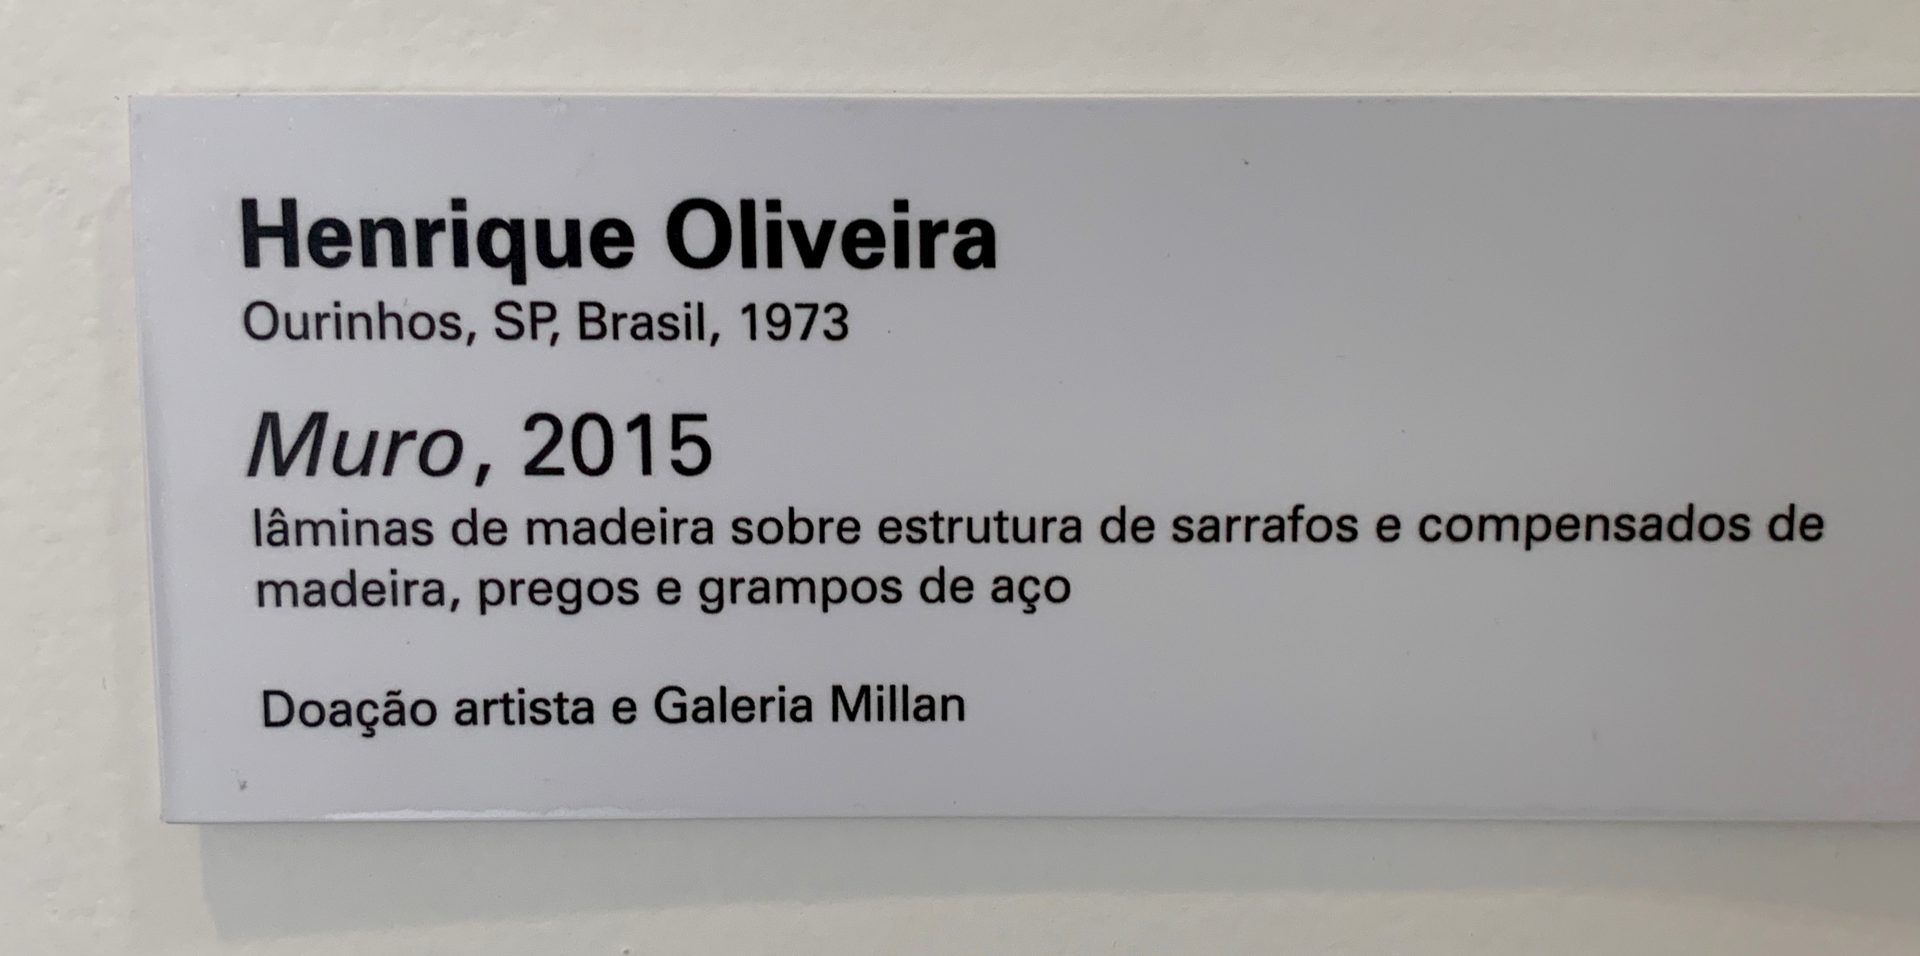 Henrique Oliveira
Ourinhos, SP, Brasil, 1973
Muro, 2015
lâminas de madeira sobre estrutura de sarrafos e compensados de
madeira, pregos e grampos de aço
Doação artista e Galeria Millan